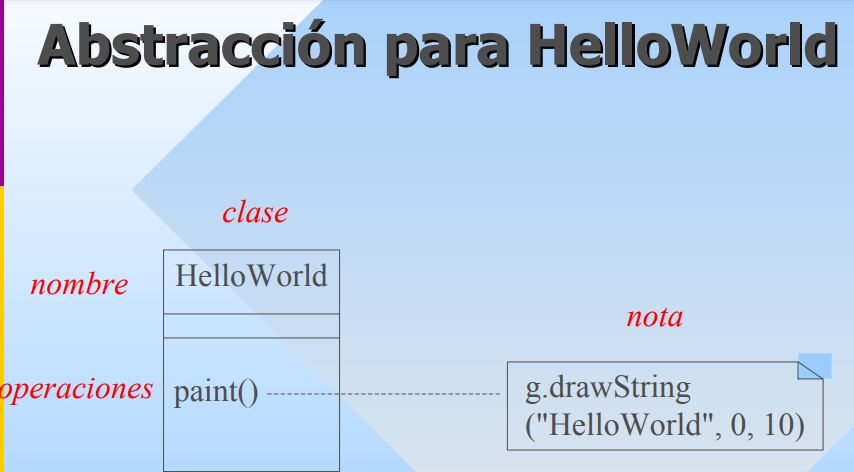 Abstracción para HelloWorld
clase
nombre
HelloWorld
nota
operaciones
paint()
g.drawString
("HelloWorld", 0, 10)